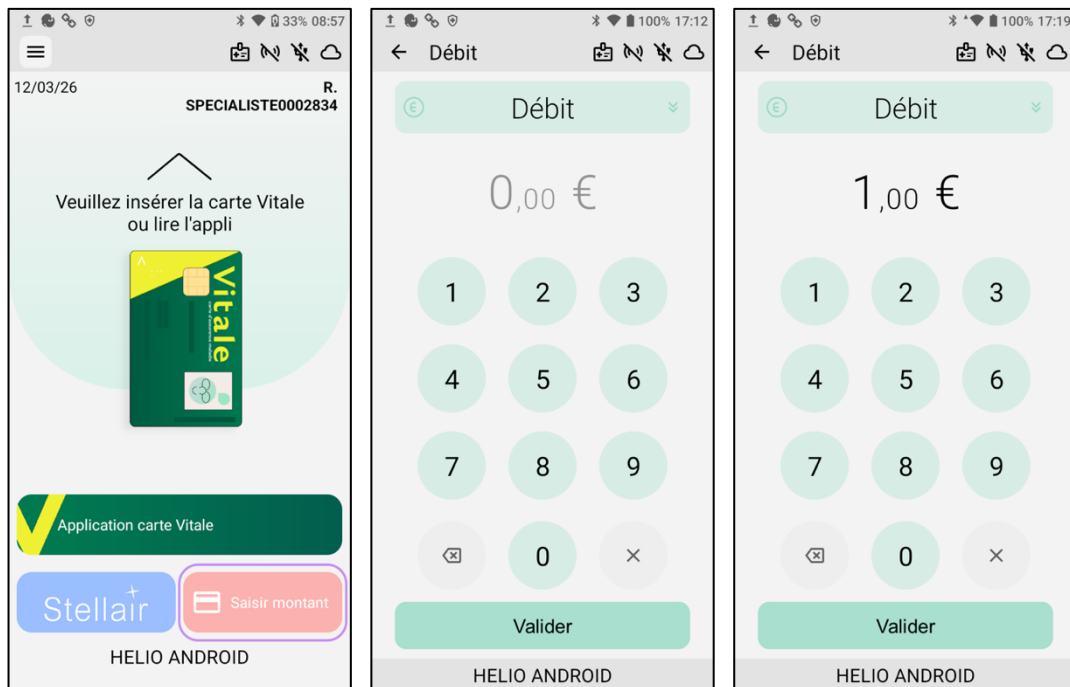 33% 08:57
12/03/26
R.
SPECIALISTE0002834
Veuillez insérer la carte Vitale
ou lire l'appli
Vitale
Application carte Vitale
Stellair
Saisir montant
HELIO ANDROID
100% 17:12
Débit
Débit
0,00 €
1 2 3
4 5 6
7 8 9
0
Valider
HELIO ANDROID
100% 17:19
Débit
Débit
1,00 €
1 2 3
4 5 6
7 8 9
0
Valider
HELIO ANDROID